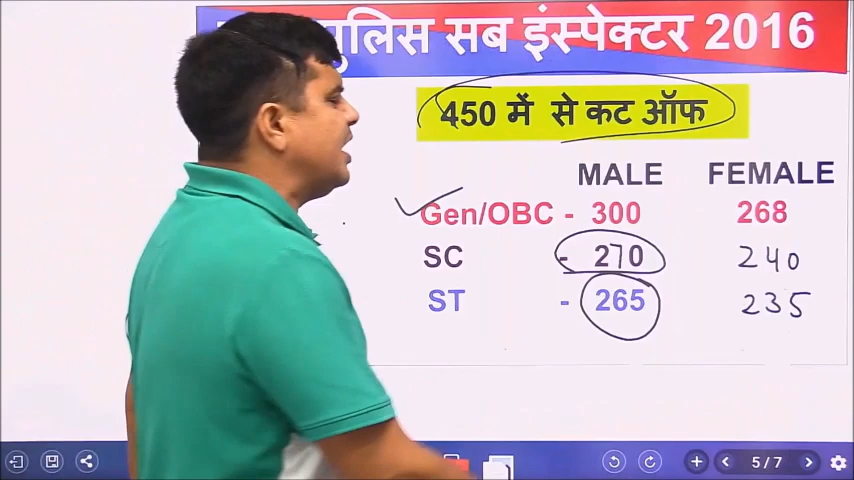 पुलिस सब इंस्पेक्टर 2016
450 में से कट ऑफ
MALE FEMALE
Gen/OBC - 300 268
SC - 270 240
ST - 265 235
5/7